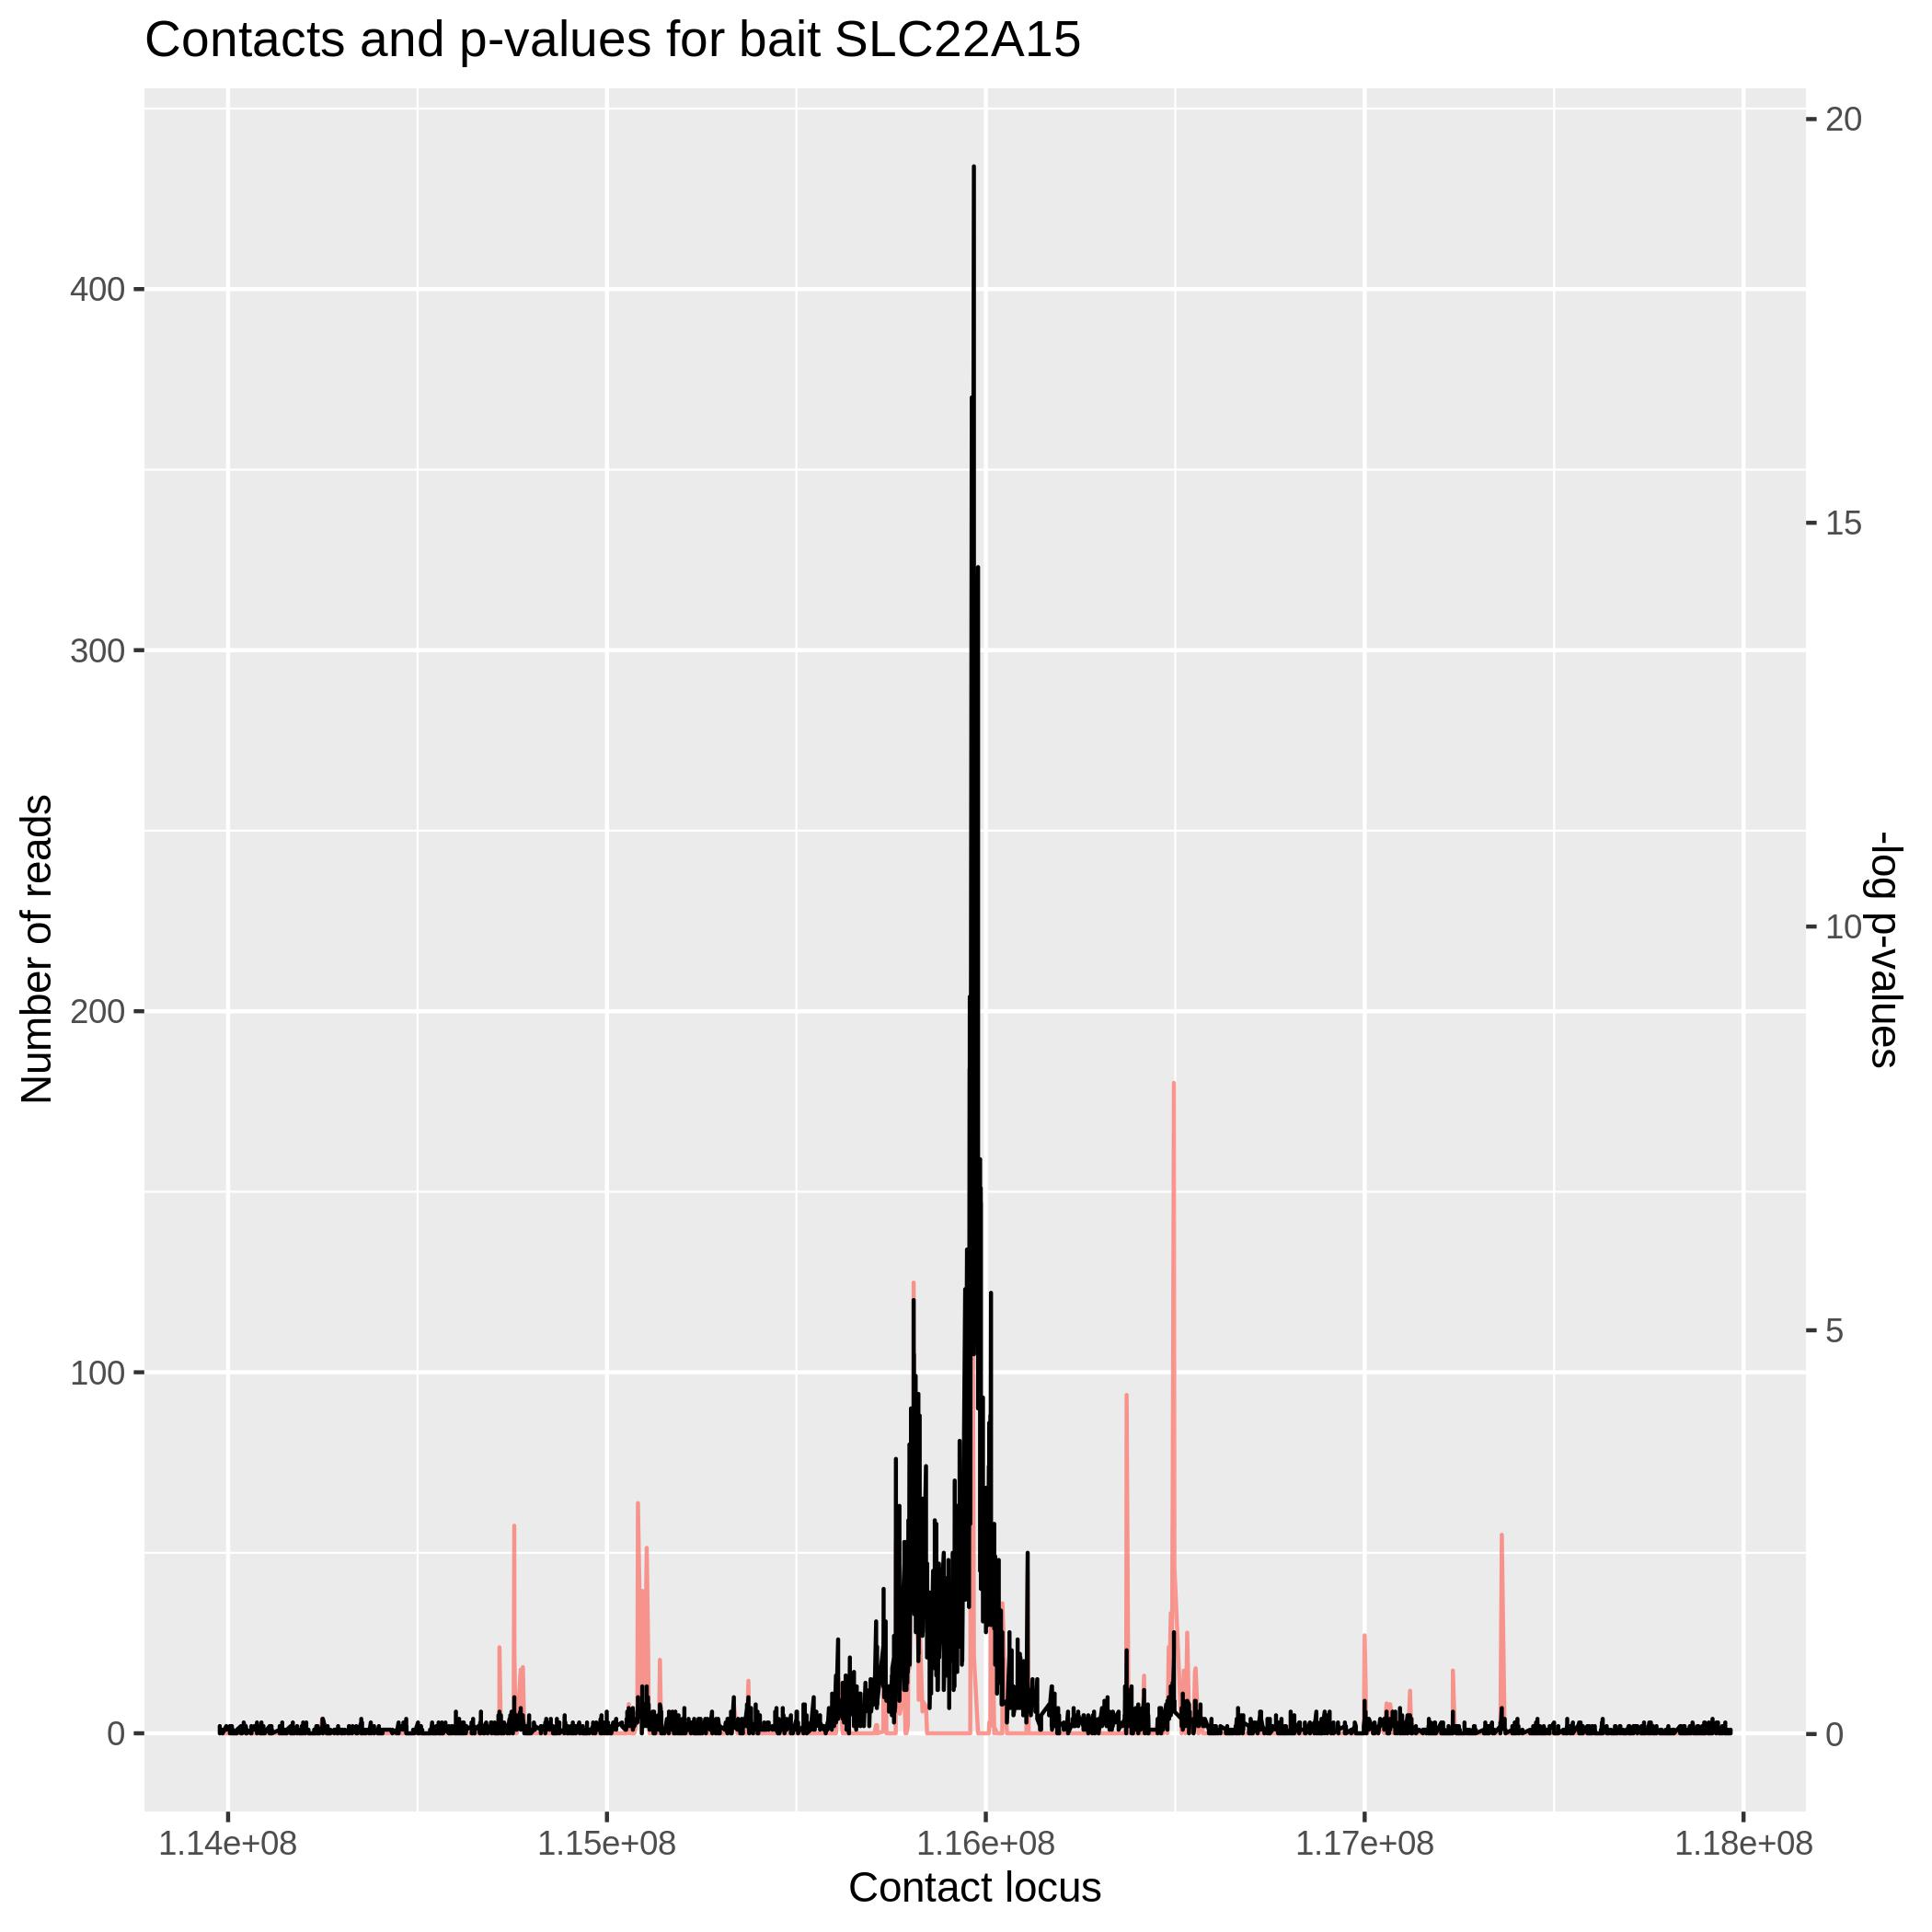 Contacts and p-values for bait SLC22A15
Number of reads
400
300
200
100
0
20
15
10
5
0
-log p-values
1.14e+08 1.15e+08 1.16e+08 1.17e+08 1.18e+08
Contact locus